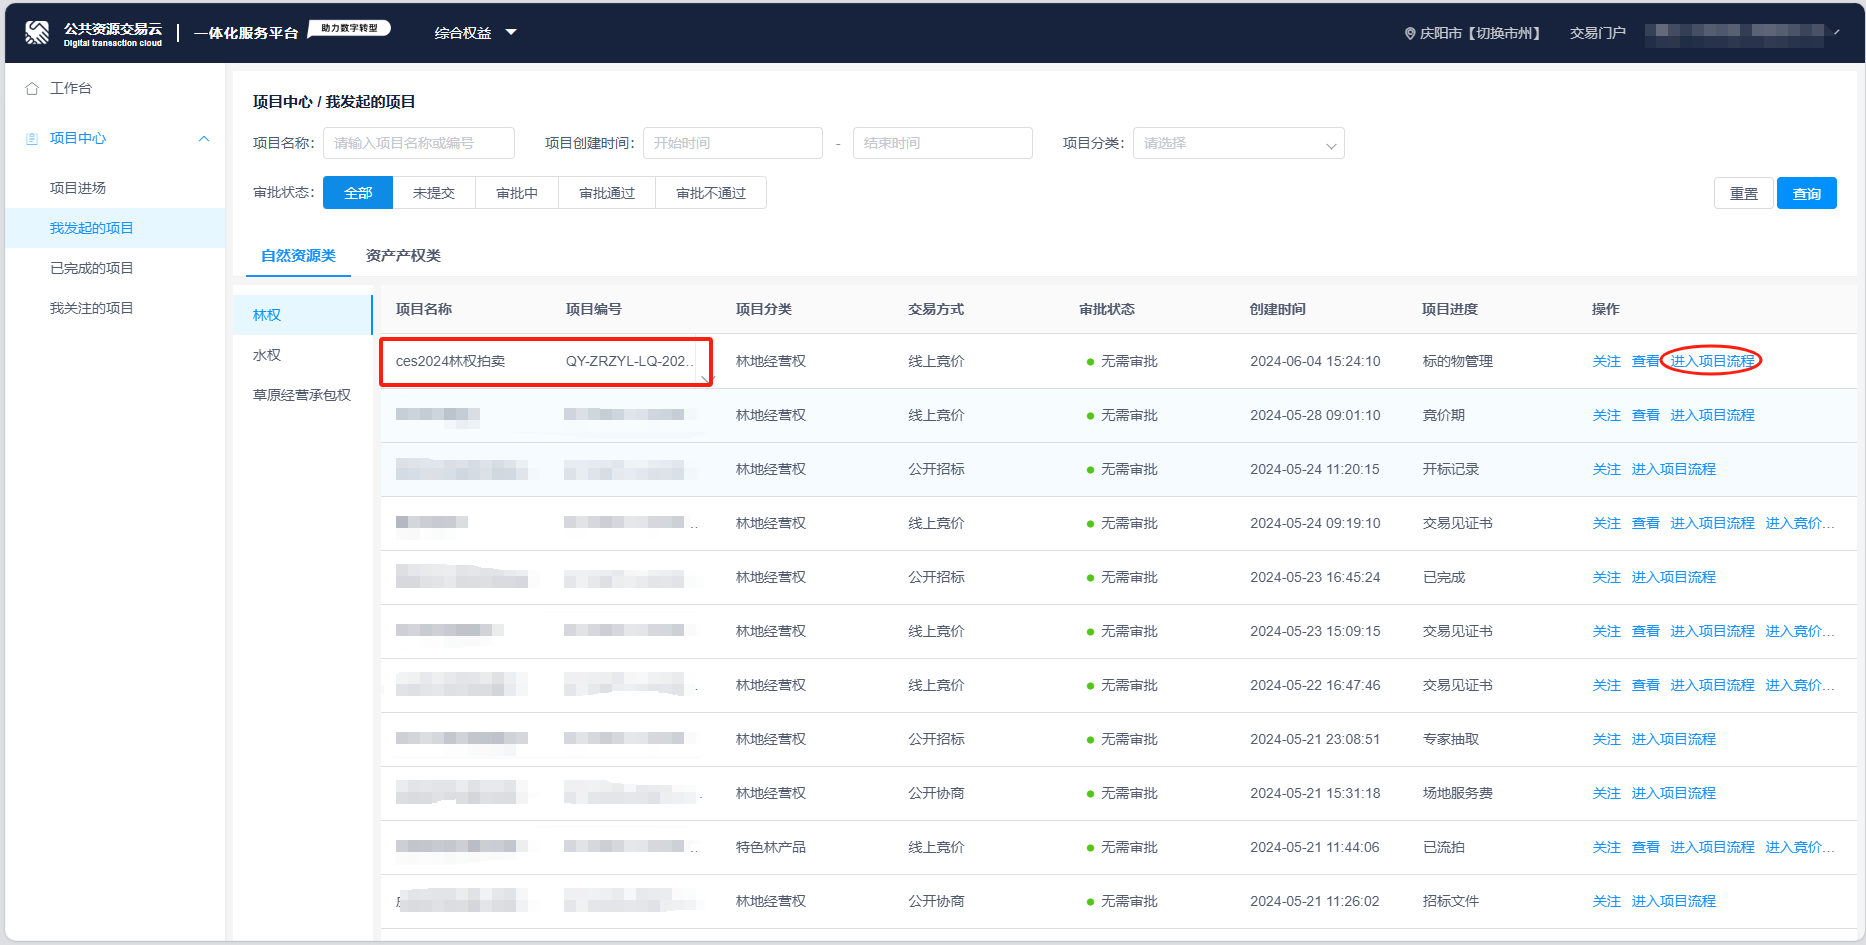 公共资源交易云
Digital transaction cloud
一体化服务平台
助力数字转型
综合权益
庆阳市【切换市州】
交易门户
工作台
项目中心
项目进场
我发起的项目
已完成的项目
我关注的项目
项目中心 / 我发起的项目
项目名称： 请输入项目名称或编号 项目创建时间： 开始时间 - 结束时间 项目分类： 请选择
审批状态： 全部 未提交 审批中 审批通过 审批不通过 重置 查询
自然资源类 资产产权类
林权
水权
草原经营承包权
项目名称 项目编号 项目分类 交易方式 审批状态 创建时间 项目进度 操作
ces2024林权拍卖 QY-ZRZYL-LQ-202... 林地经营权 线上竞价 无需审批 2024-06-04 15:24:10 标的物管理 关注 查看 进入项目流程
林地经营权 线上竞价 无需审批 2024-05-28 09:01:10 竞价期 关注 查看 进入项目流程
林地经营权 公开招标 无需审批 2024-05-24 11:20:15 开标记录 关注 进入项目流程
林地经营权 线上竞价 无需审批 2024-05-24 09:19:10 交易见证书 关注 查看 进入项目流程 进入竞价...
林地经营权 公开招标 无需审批 2024-05-23 16:45:24 已完成 关注 进入项目流程
林地经营权 线上竞价 无需审批 2024-05-23 15:09:15 交易见证书 关注 查看 进入项目流程 进入竞价...
林地经营权 线上竞价 无需审批 2024-05-22 16:47:46 交易见证书 关注 查看 进入项目流程 进入竞价...
林地经营权 公开招标 无需审批 2024-05-21 23:08:51 专家抽取 关注 进入项目流程
林地经营权 公开协商 无需审批 2024-05-21 15:31:18 场地服务费 关注 进入项目流程
特色林产品 线上竞价 无需审批 2024-05-21 11:44:06 已流拍 关注 查看 进入项目流程 进入竞价...
林地经营权 公开协商 无需审批 2024-05-21 11:26:02 招标文件 关注 进入项目流程